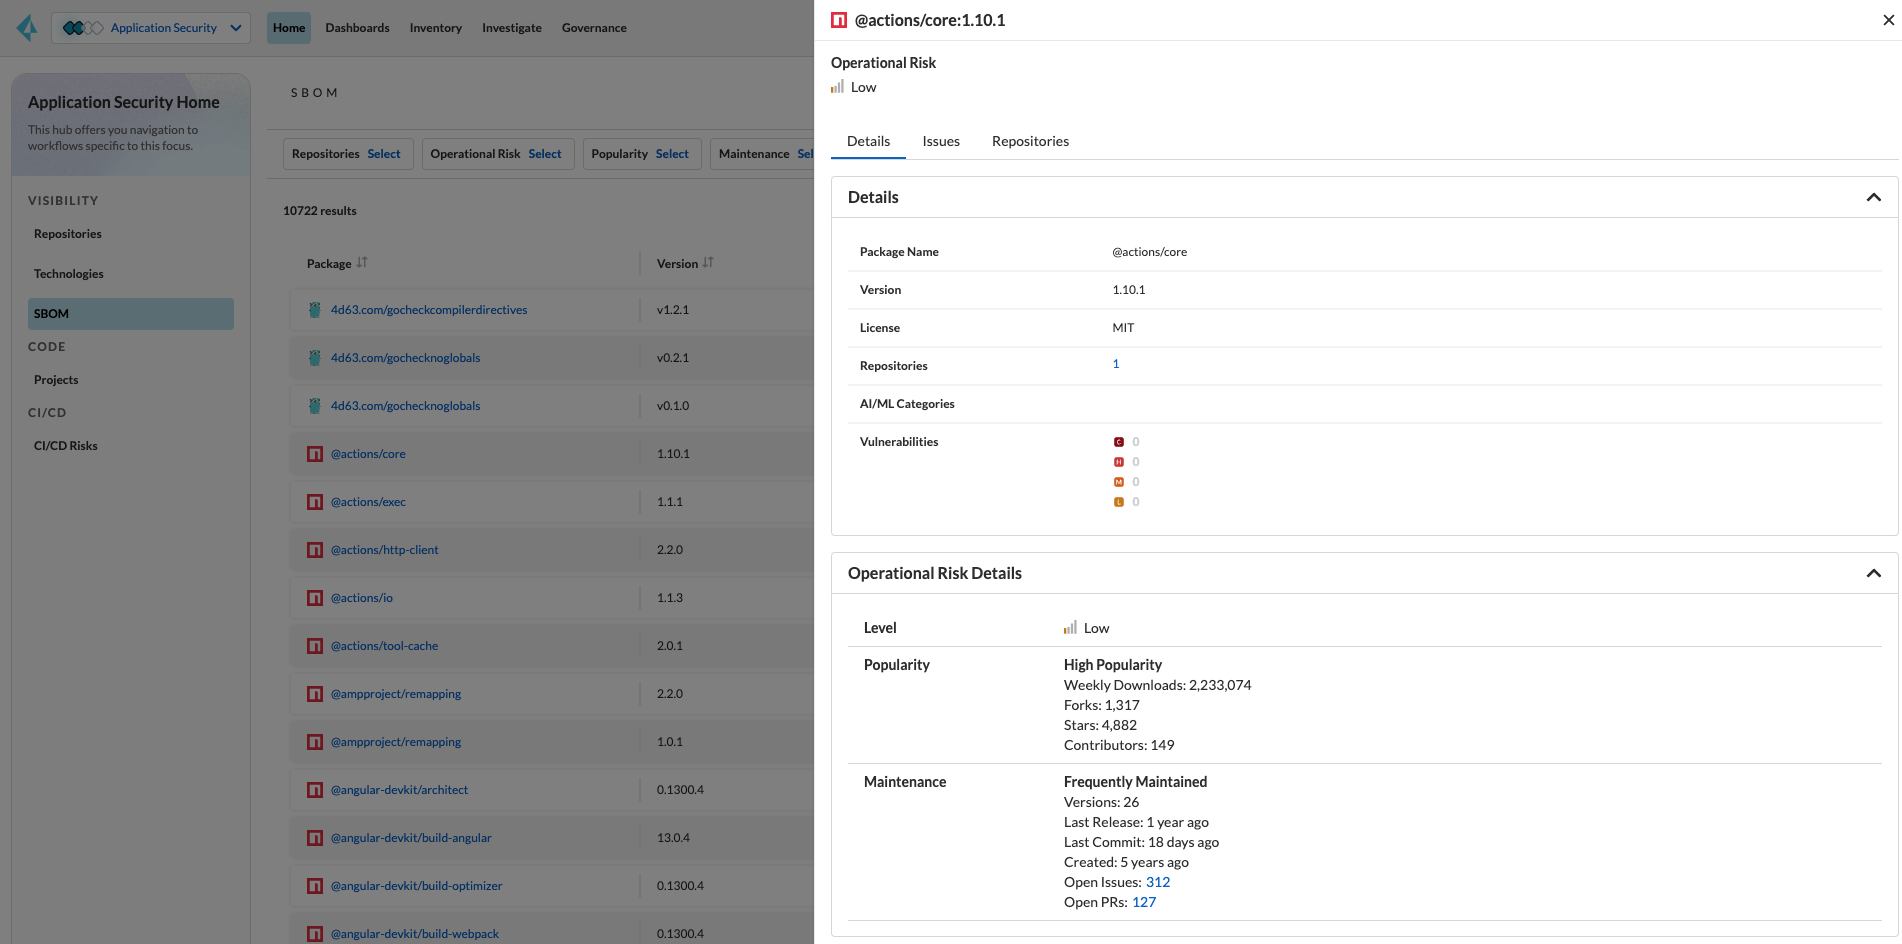 Application Security
Home
Dashboards
Inventory
Investigate
Governance
Application Security Home
This hub offers you navigation to
workflows specific to this focus.
VISIBILITY
Repositories
Technologies
SBOM
CODE
Projects
CI/CD
CI/CD Risks
SBOM
Repositories Select
Operational Risk Select
Popularity Select
Maintenance Sel
10722 results
Package
Version
4d63.com/gocheckcompilerdirectives v1.2.1
4d63.com/gochecknoglobals v0.2.1
4d63.com/gochecknoglobals v0.1.0
@actions/core 1.10.1
@actions/exec 1.1.1
@actions/http-client 2.2.0
@actions/io 1.1.3
@actions/tool-cache 2.0.1
@ampproject/remapping 2.2.0
@ampproject/remapping 1.0.1
@angular-devkit/architect 0.1300.4
@angular-devkit/build-angular 13.0.4
@angular-devkit/build-optimizer 0.1300.4
@angular-devkit/build-webpack 0.1300.4
@actions/core:1.10.1
Operational Risk
Low
Details
Issues
Repositories
Details
Package Name @actions/core
Version 1.10.1
License MIT
Repositories 1
AI/ML Categories
Vulnerabilities
C 0
H 0
M 0
L 0
Operational Risk Details
Level Low
Popularity High Popularity
Weekly Downloads: 2,233,074
Forks: 1,317
Stars: 4,882
Contributors: 149
Maintenance Frequently Maintained
Versions: 26
Last Release: 1 year ago
Last Commit: 18 days ago
Created: 5 years ago
Open Issues: 312
Open PRs: 127